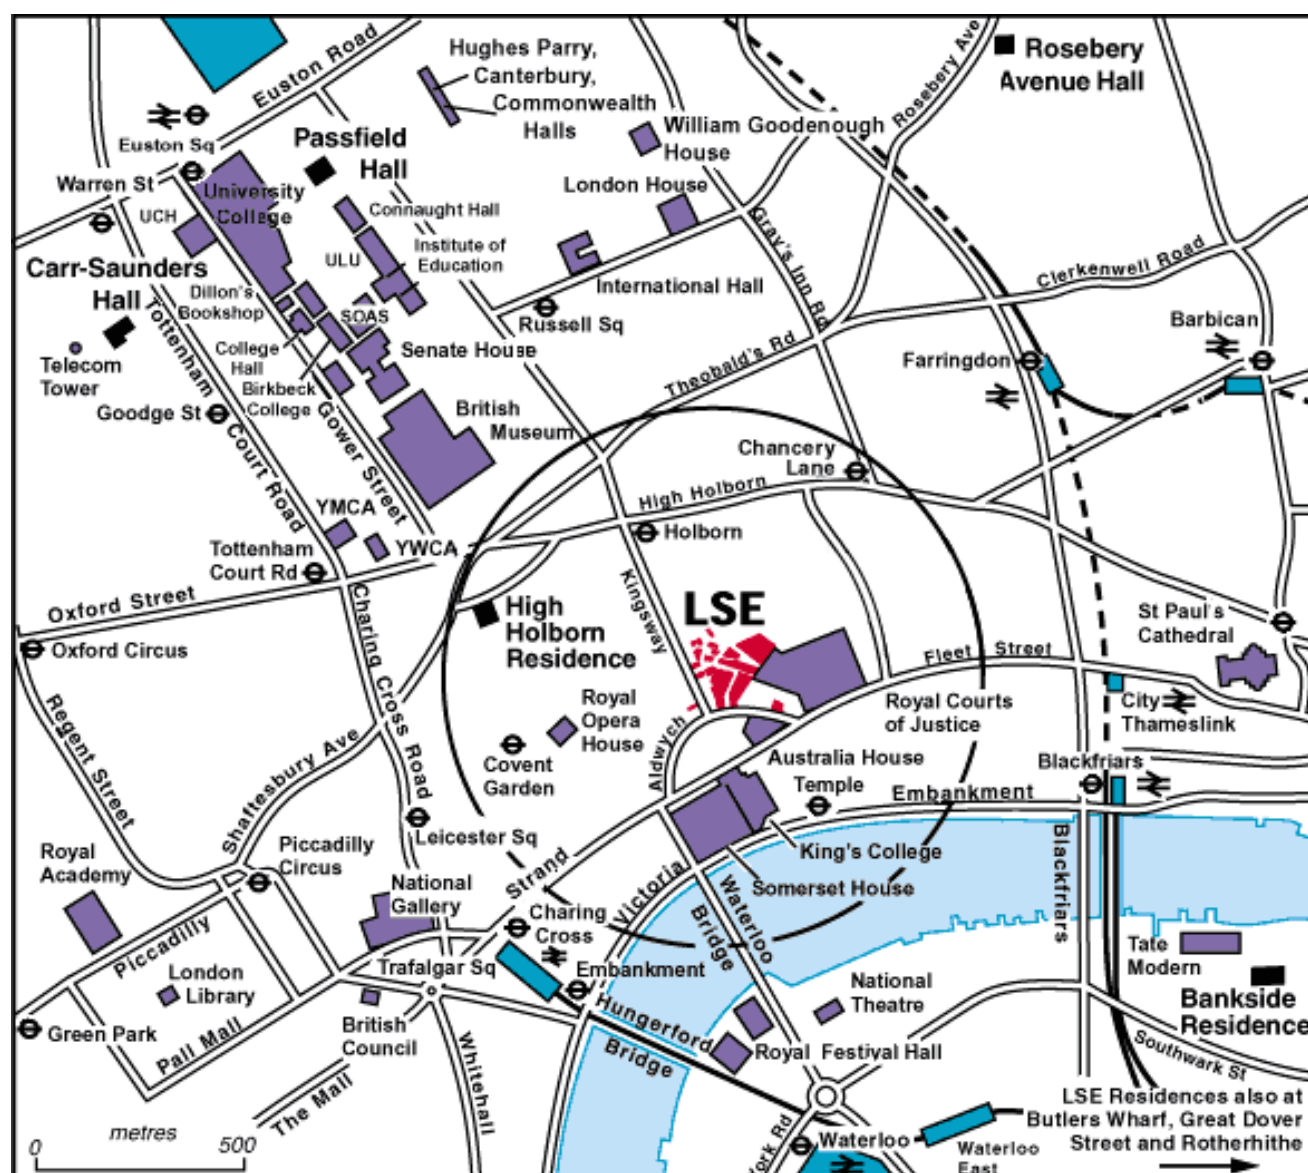 Euston Road
Hughes Parry,
Canterbury,
Commonwealth
Halls
Rosebery Ave
Rosebery
Avenue Hall
Euston Sq
Passfield
Hall
William Goodenough
House
Warren St
University
College
UCH
London House
Connaught Hall
Gray's Inn Rd
Institute of
Education
ULU
Clerkenwell Road
Carr-Saunders
Hall
Dillon's
Bookshop
International Hall
SOAS
Russell Sq
Barbican
Tottenham
Court Road
College
Hall
Senate House
Theobald's Rd
Farringdon
Telecom
Tower
Birkbeck
College
Goodge St
Gower Street
British
Museum
Chancery
Lane
High Holborn
YMCA
YWCA
Holborn
Tottenham
Court Rd
Oxford Street
Charing Cross Road
Kingsway
LSE
High
Holborn
Residence
St Paul's
Cathedral
Fleet Street
Oxford Circus
Royal
Opera
House
Royal Courts
of Justice
City
Thameslink
Regent Street
Shaftesbury Ave
Aldwych
Covent
Garden
Australia House
Temple
Blackfriars
Embankment
Leicester Sq
Piccadilly
Circus
Royal
Academy
Strand
King's College
Somerset House
Blackfriars
National
Gallery
Victoria
Waterloo
Bridge
Charing
Cross
Piccadilly
London
Library
Trafalgar Sq
Embankment
National
Theatre
Tate
Modern
Bankside
Residence
Green Park
Pall Mall
British
Council
Hungerford
Bridge
Royal Festival Hall
Southwark St
Whitehall
The Mall
LSE Residences also at
Butlers Wharf, Great Dover
Street and Rotherhithe
metres
0 500
ork Rd
Waterloo
Waterloo
East